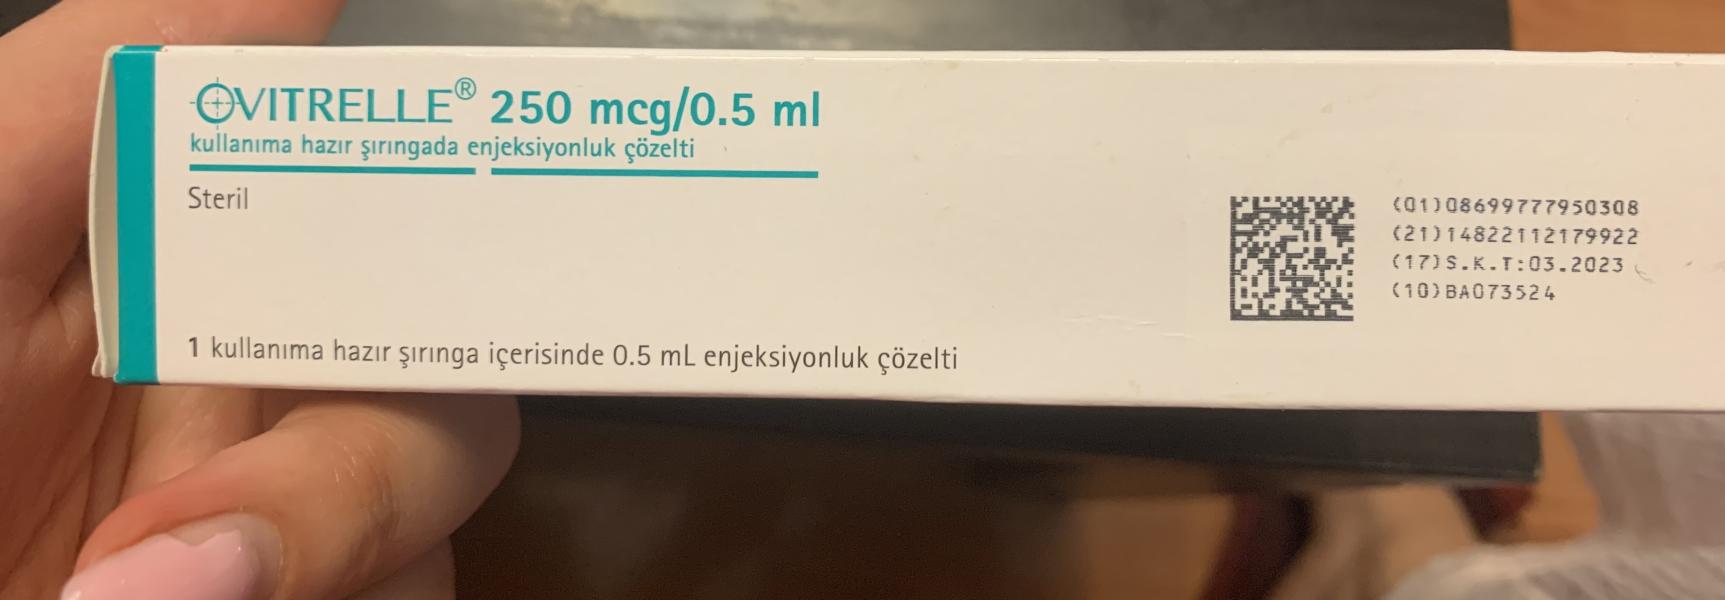 OVITRELLE® 250 mcg/0.5 ml
kullanıma hazır şırıngada enjeksiyonluk çözelti
Steril
1 kullanıma hazır şırınga içerisinde 0.5 mL enjeksiyonluk çözelti
(01)08699777950308
(21)14822112179922
(17)S.K.T:03.2023
(10)BA073524